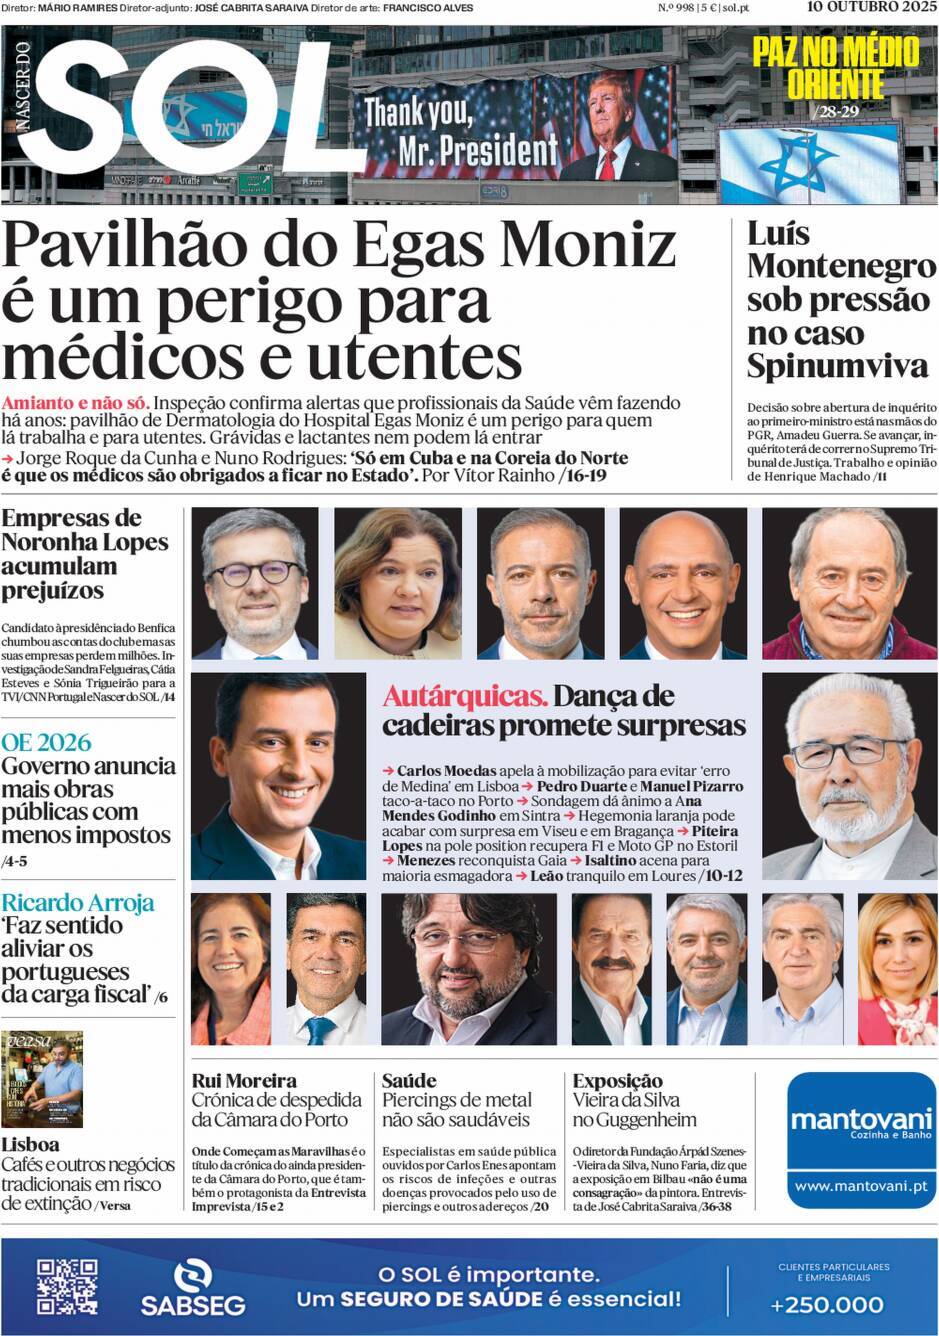 Diretor: MÁRIO RAMIRES Diretor-adjunto: JOSÉ CABRITA SARAIVA Diretor de arte: FRANCISCO ALVES
N.º 998 | 5 € | sol.pt
10 OUTUBRO 2025
NASCER DO
SOL
Thank you,
Mr. President
PAZ NO MÉDIO
ORIENTE
/28-29
Pavilhão do Egas Moniz
é um perigo para
médicos e utentes
Amianto e não só. Inspeção confirma alertas que profissionais da Saúde vêm fazendo
há anos: pavilhão de Dermatologia do Hospital Egas Moniz é um perigo para quem
lá trabalha e para utentes. Grávidas e lactantes nem podem lá entrar
→ Jorge Roque da Cunha e Nuno Rodrigues: ‘Só em Cuba e na Coreia do Norte
é que os médicos são obrigados a ficar no Estado’. Por Vítor Rainho /16-19
Luís
Montenegro
sob pressão
no caso
Spinumviva
Decisão sobre abertura de inquérito
ao primeiro-ministro está nas mãos do
PGR, Amadeu Guerra. Se avançar, in-
quérito terá de correr no Supremo Tri-
bunal de Justiça. Trabalho e opinião
de Henrique Machado /11
Empresas de
Noronha Lopes
acumulam
prejuízos
Candidato à presidência do Benfica
chumbou as contas do clube mas as
suas empresas perdem milhões. In-
vestigação de Sandra Felgueiras, Cátia
Esteves e Sónia Trigueirão para a
TVI/CNN Portugal e Nascer do SOL /14
OE 2026
Governo anuncia
mais obras
públicas com
menos impostos
/4-5
Ricardo Arroja
‘Faz sentido
aliviar os
portugueses
da carga fiscal’ /6
versa
Lisboa
Cafés e outros negócios
tradicionais em risco
de extinção /Versa
Autárquicas. Dança de
cadeiras promete surpresas
→ Carlos Moedas apela à mobilização para evitar ‘erro
de Medina’ em Lisboa → Pedro Duarte e Manuel Pizarro
taco-a-taco no Porto → Sondagem dá ânimo a Ana
Mendes Godinho em Sintra → Hegemonia laranja pode
acabar com surpresa em Viseu e em Bragança → Piteira
Lopes na pole position recupera F1 e Moto GP no Estoril
→ Menezes reconquista Gaia → Isaltino acena para
maioria esmagadora → Leão tranquilo em Loures /10-12
Rui Moreira
Crónica de despedida
da Câmara do Porto
Onde Começam as Maravilhas é o
título da crónica do ainda presiden-
te da Câmara do Porto, que é tam-
bém o protagonista da Entrevista
Imprevista /15 e 2
Saúde
Piercings de metal
não são saudáveis
Especialistas em saúde pública
ouvidos por Carlos Enes apontam
os riscos de infeções e outras
doenças provocados pelo uso de
piercings e outros adereços /20
Exposição
Vieira da Silva
no Guggenheim
O diretor da Fundação Árpád Szenes-
-Vieira da Silva, Nuno Faria, diz que
a exposição em Bilbau «não é uma
consagração» da pintora. Entrevis-
ta de José Cabrita Saraiva /36-38
mantovani
Cozinha e Banho
www.mantovani.pt
SABSEG
O SOL é importante.
Um SEGURO DE SAÚDE é essencial!
CLIENTES PARTICULARES
E EMPRESARIAIS
+250.000